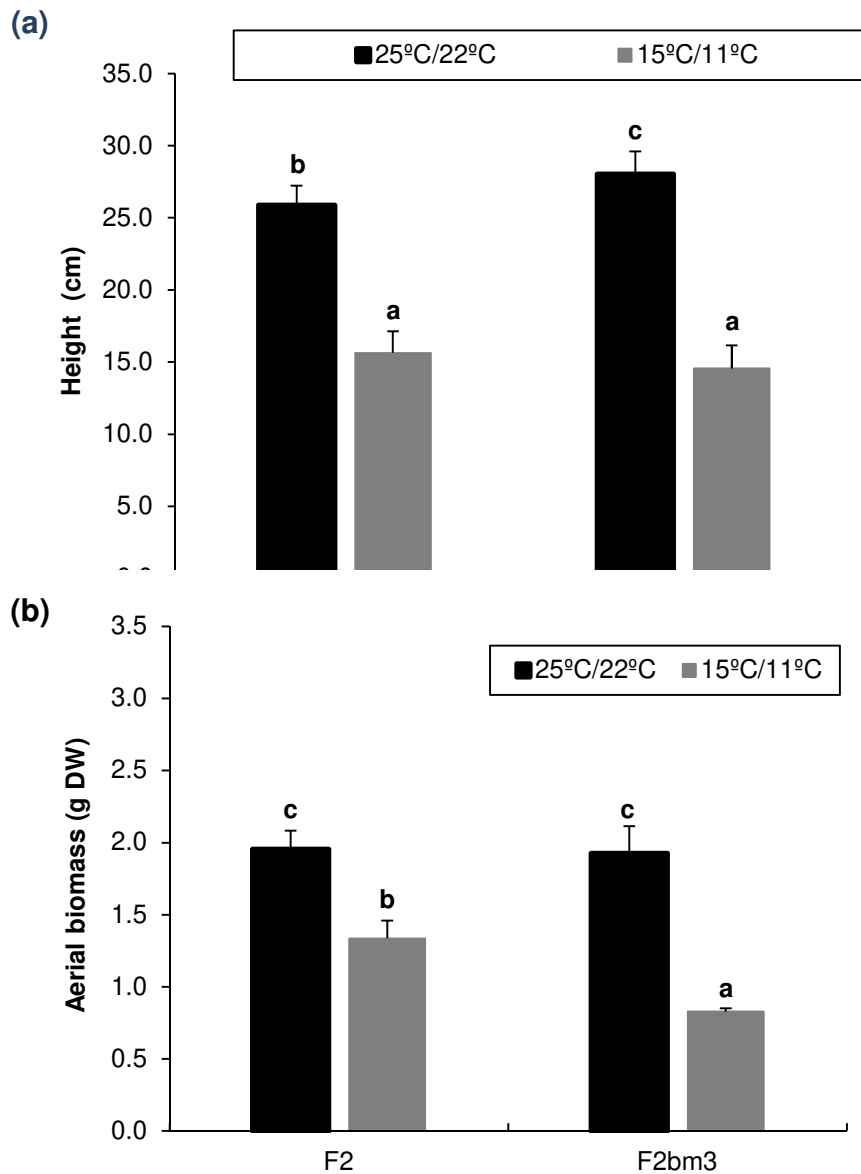 (a)
25ºC/22ºC 15ºC/11ºC
35.0
30.0
25.0
20.0
15.0
10.0
5.0
Height (cm)
b
a
c
a
(b)
25ºC/22ºC 15ºC/11ºC
3.5
3.0
2.5
2.0
1.5
1.0
0.5
0.0
Aerial biomass (g DW)
c
b
c
a
F2 F2bm3